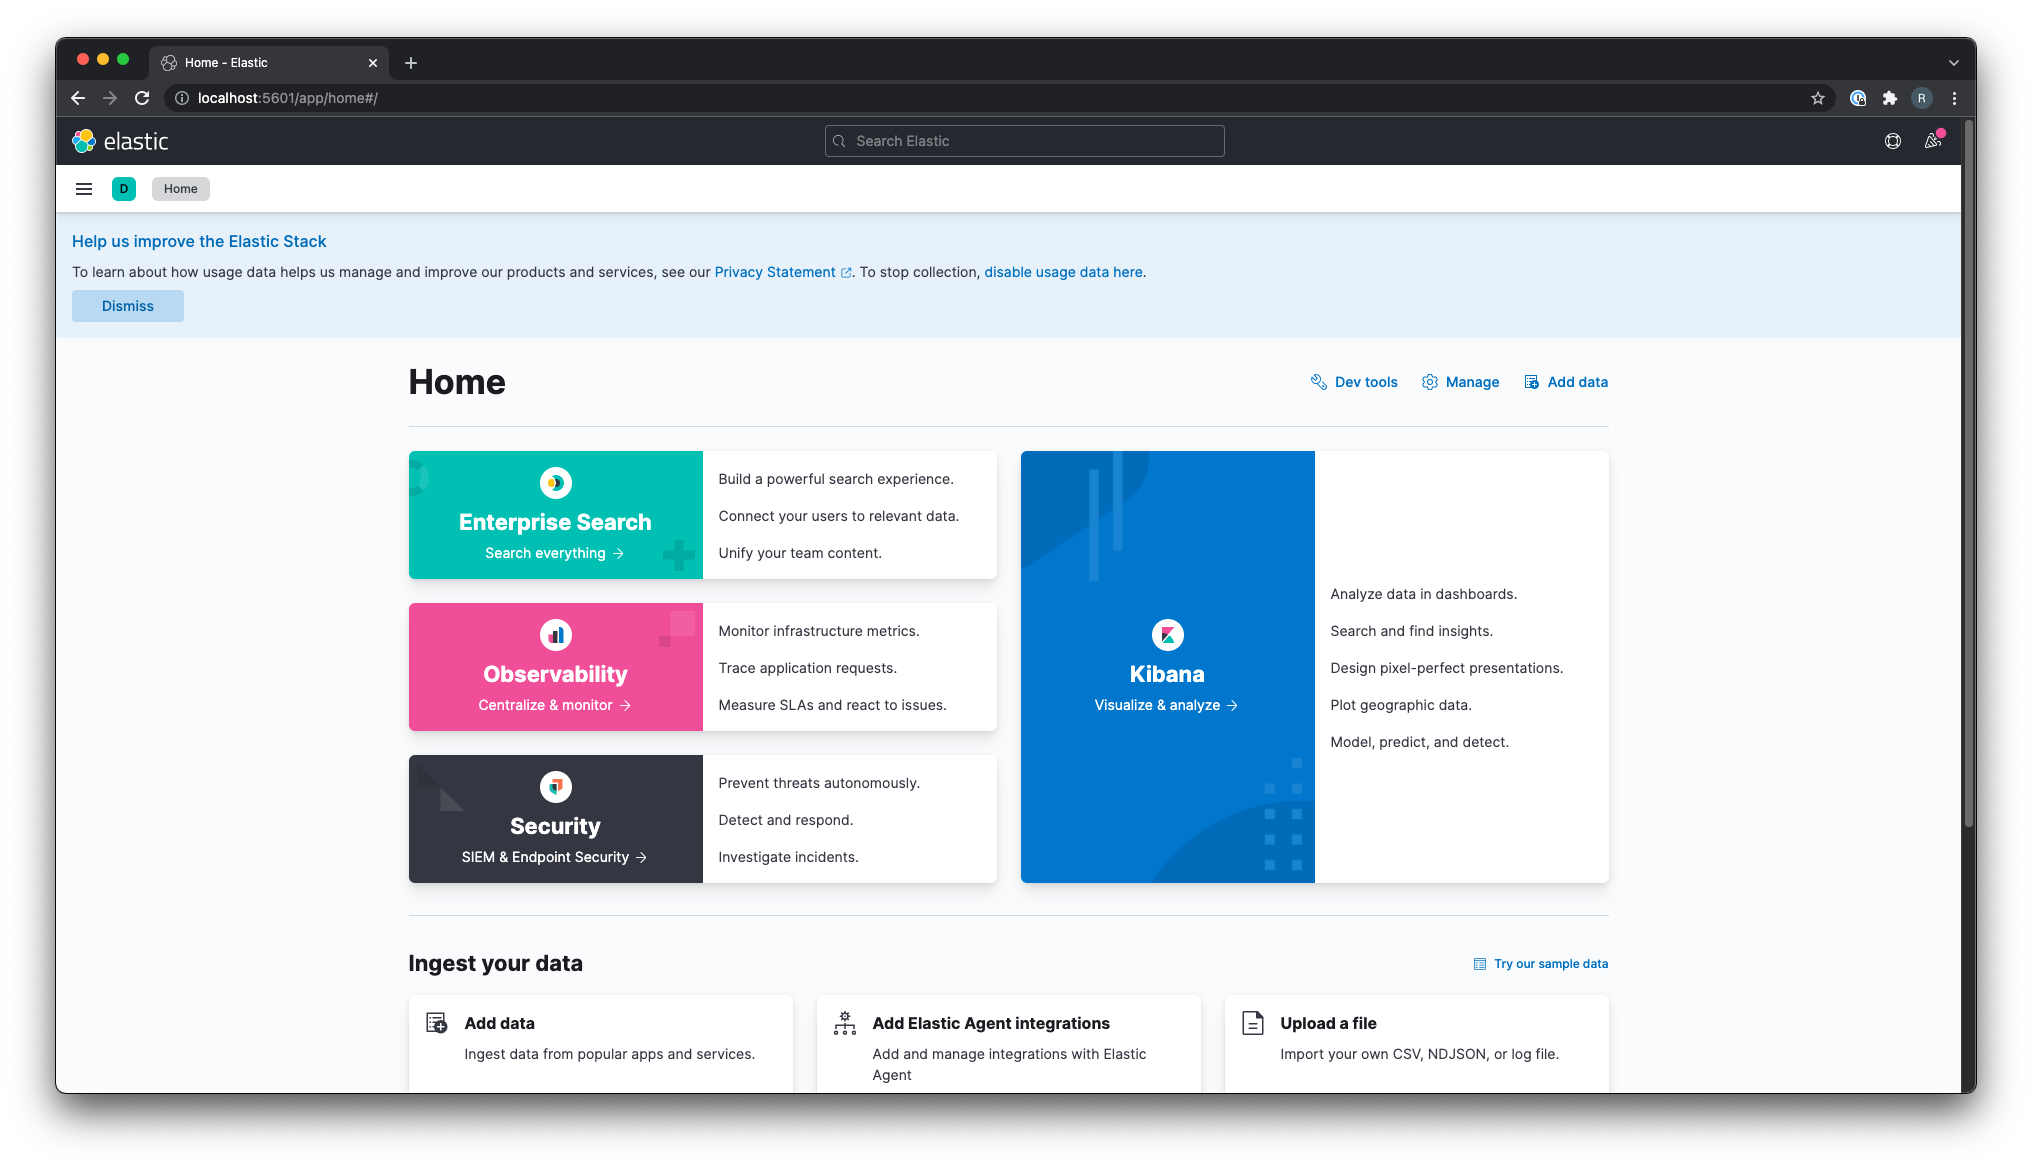 Home - Elastic
localhost:5601/app/home#/
R
elastic
Search Elastic
D
Home
Help us improve the Elastic Stack
To learn about how usage data helps us manage and improve our products and services, see our Privacy Statement. To stop collection, disable usage data here.
Dismiss
Home
Dev tools
Manage
Add data
Enterprise Search
Search everything →
Build a powerful search experience.
Connect your users to relevant data.
Unify your team content.
Observability
Centralize & monitor →
Monitor infrastructure metrics.
Trace application requests.
Measure SLAs and react to issues.
Security
SIEM & Endpoint Security →
Prevent threats autonomously.
Detect and respond.
Investigate incidents.
Kibana
Visualize & analyze →
Analyze data in dashboards.
Search and find insights.
Design pixel-perfect presentations.
Plot geographic data.
Model, predict, and detect.
Ingest your data
Try our sample data
Add data
Ingest data from popular apps and services.
Add Elastic Agent integrations
Add and manage integrations with Elastic
Agent
Upload a file
Import your own CSV, NDJSON, or log file.